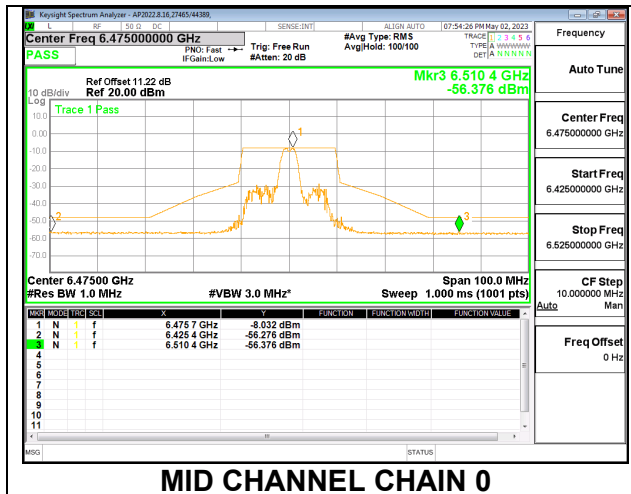 Keysight Spectrum Analyzer - AP2022.8.16,27465/44389,
L RF 50 Ω DC SENSE:INT ALIGN AUTO 07:54:26 PM May 02, 2023
Center Freq 6.475000000 GHz #Avg Type: RMS TRACE 1 2 3 4 5 6
PASS PNO: Fast Trig: Free Run Avg|Hold: 100/100 TYPE A WWWWW
IFGain:Low #Atten: 20 dB DET A N N N N N
Mkr3 6.510 4 GHz
-56.376 dBm
Ref Offset 11.22 dB
10 dB/div Ref 20.00 dBm
Log
Trace 1 Pass
10.0
0.00
-10.0
-20.0
-30.0
-40.0
-50.0
-60.0
-70.0
1
2
3
Center 6.47500 GHz Span 100.0 MHz
#Res BW 1.0 MHz #VBW 3.0 MHz* Sweep 1.000 ms (1001 pts)
MKR MODE TRC SCL X Y FUNCTION FUNCTION WIDTH FUNCTION VALUE
1 N 1 f 6.475 7 GHz -8.032 dBm
2 N 1 f 6.425 4 GHz -56.276 dBm
3 N 1 f 6.510 4 GHz -56.376 dBm
4
5
6
7
8
9
10
11
MSG STATUS
Frequency
Auto Tune
Center Freq
6.475000000 GHz
Start Freq
6.425000000 GHz
Stop Freq
6.525000000 GHz
CF Step
10.000000 MHz
Auto Man
Freq Offset
0 Hz
MID CHANNEL CHAIN 0